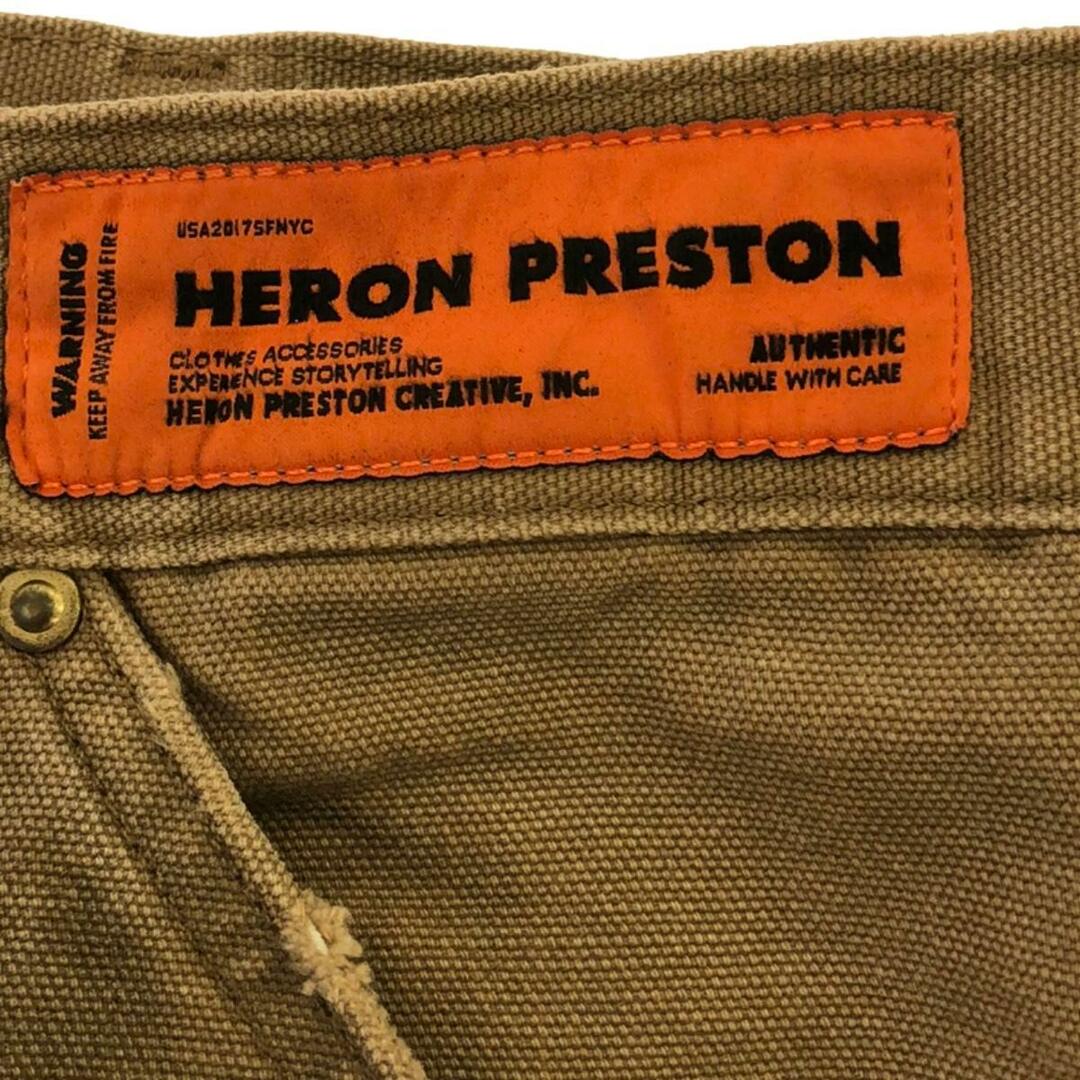 WARNING
KEEP AWAY FROM FIRE
USA2017SFNYC
HERON PRESTON
CLOTHES ACCESSORIES
EXPERENCE STORYTELLING
HERON PRESTON CREATIVE, INC.
AUTHENTIC
HANDLE WITH CARE